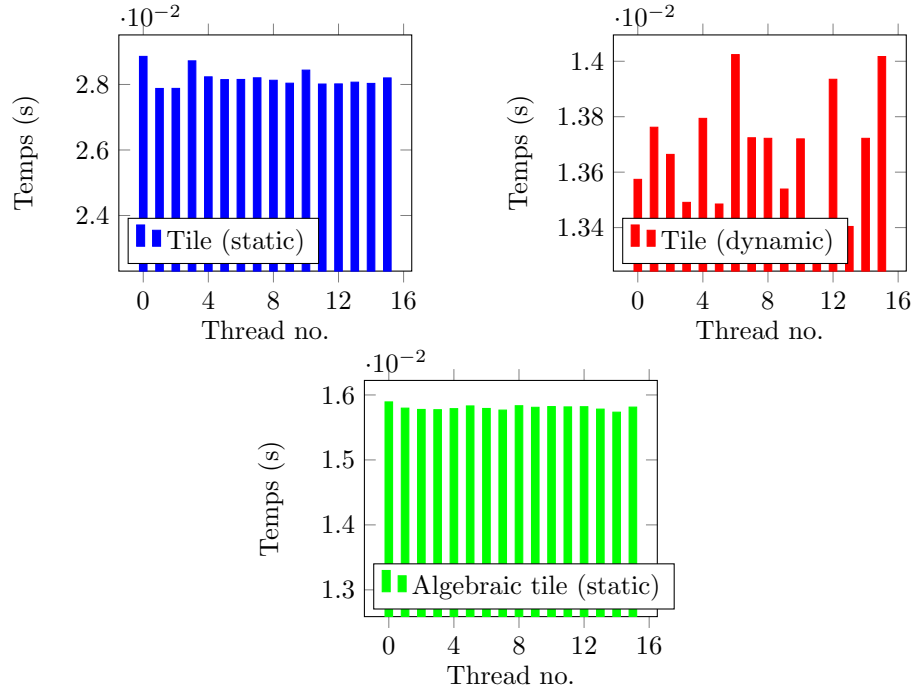 ·10⁻²
2.8
2.6
2.4
Temps (s)
Tile (static)
0 4 8 12 16
Thread no.
·10⁻²
1.4
1.38
1.36
1.34
Temps (s)
Tile (dynamic)
0 4 8 12 16
Thread no.
·10⁻²
1.6
1.5
1.4
1.3
Temps (s)
Algebraic tile (static)
0 4 8 12 16
Thread no.